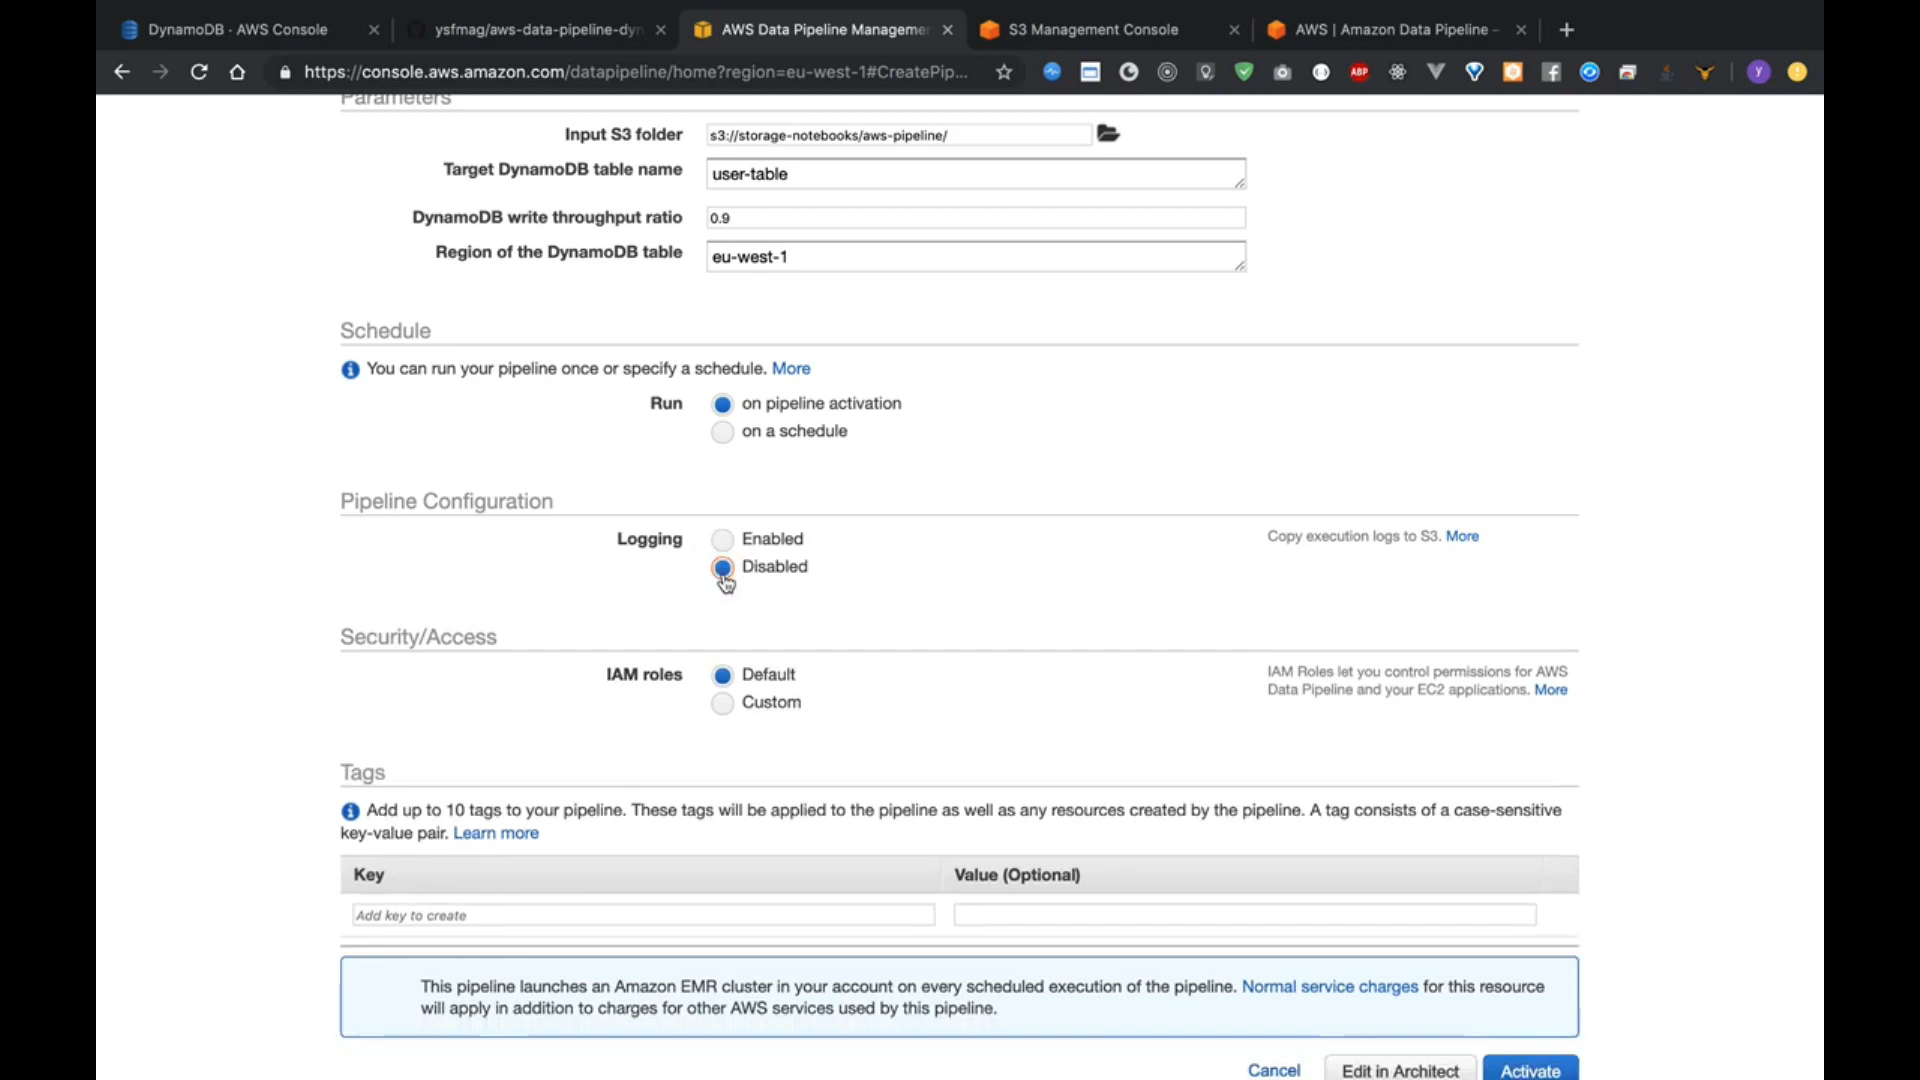 DynamoDB · AWS Console
ysfmag/aws-data-pipeline-dyn
AWS Data Pipeline Manageme
S3 Management Console
AWS | Amazon Data Pipeline –
https://console.aws.amazon.com/datapipeline/home?region=eu-west-1#CreatePip...
ABP
y
Parameters
Input S3 folder
s3://storage-notebooks/aws-pipeline/
Target DynamoDB table name
user-table
DynamoDB write throughput ratio
0.9
Region of the DynamoDB table
eu-west-1
Schedule
You can run your pipeline once or specify a schedule. More
Run
on pipeline activation
on a schedule
Pipeline Configuration
Logging
Enabled
Copy execution logs to S3. More
Disabled
Security/Access
IAM roles
Default
Custom
IAM Roles let you control permissions for AWS
Data Pipeline and your EC2 applications. More
Tags
Add up to 10 tags to your pipeline. These tags will be applied to the pipeline as well as any resources created by the pipeline. A tag consists of a case-sensitive
key-value pair. Learn more
Key
Value (Optional)
Add key to create
This pipeline launches an Amazon EMR cluster in your account on every scheduled execution of the pipeline. Normal service charges for this resource
will apply in addition to charges for other AWS services used by this pipeline.
Cancel
Edit in Architect
Activate